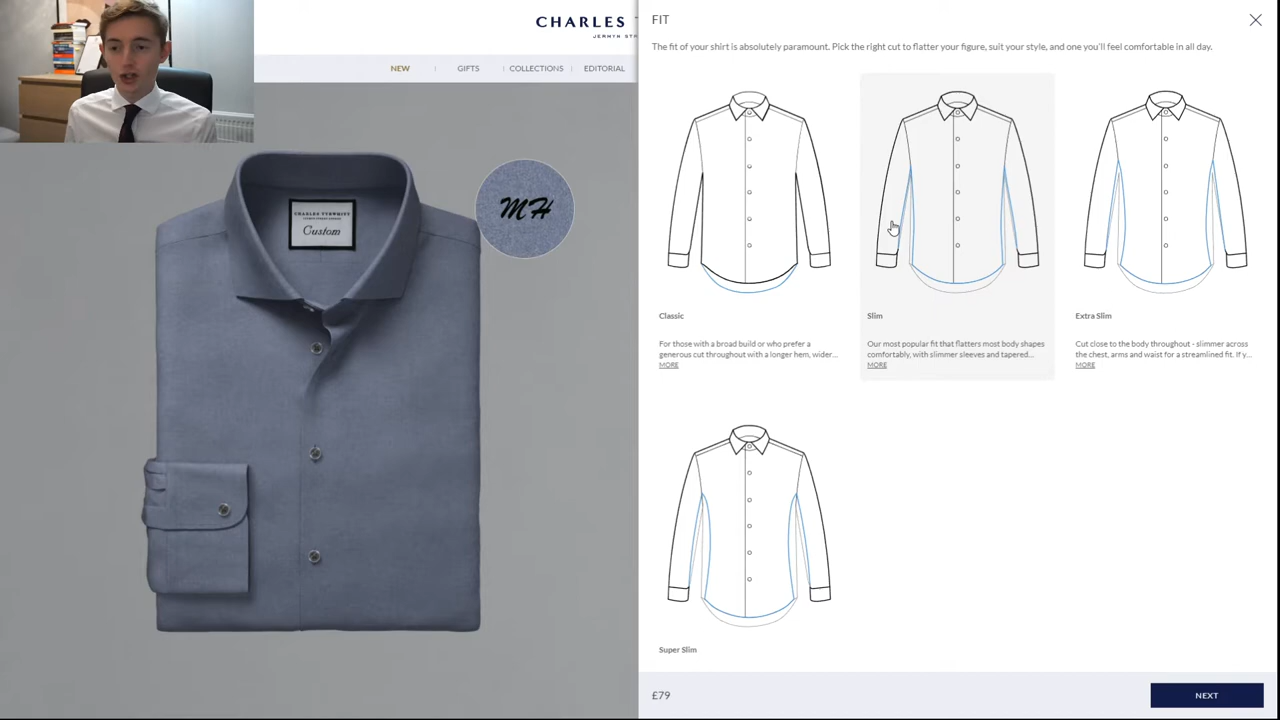 CHARLES T
JERMYN STR
NEW
GIFTS
COLLECTIONS
EDITORIAL
CHARLES TYRWHITT
Custom
MH
FIT
The fit of your shirt is absolutely paramount. Pick the right cut to flatter your figure, suit your style, and one you'll feel comfortable in all day.
Classic
For those with a broad build or who prefer a
generous cut throughout with a longer hem, wider...
MORE
Slim
Our most popular fit that flatters most body shapes
comfortably, with slimmer sleeves and tapered...
MORE
Extra Slim
Cut close to the body throughout - slimmer across
the chest, arms and waist for a streamlined fit. If y...
MORE
Super Slim
£79
NEXT